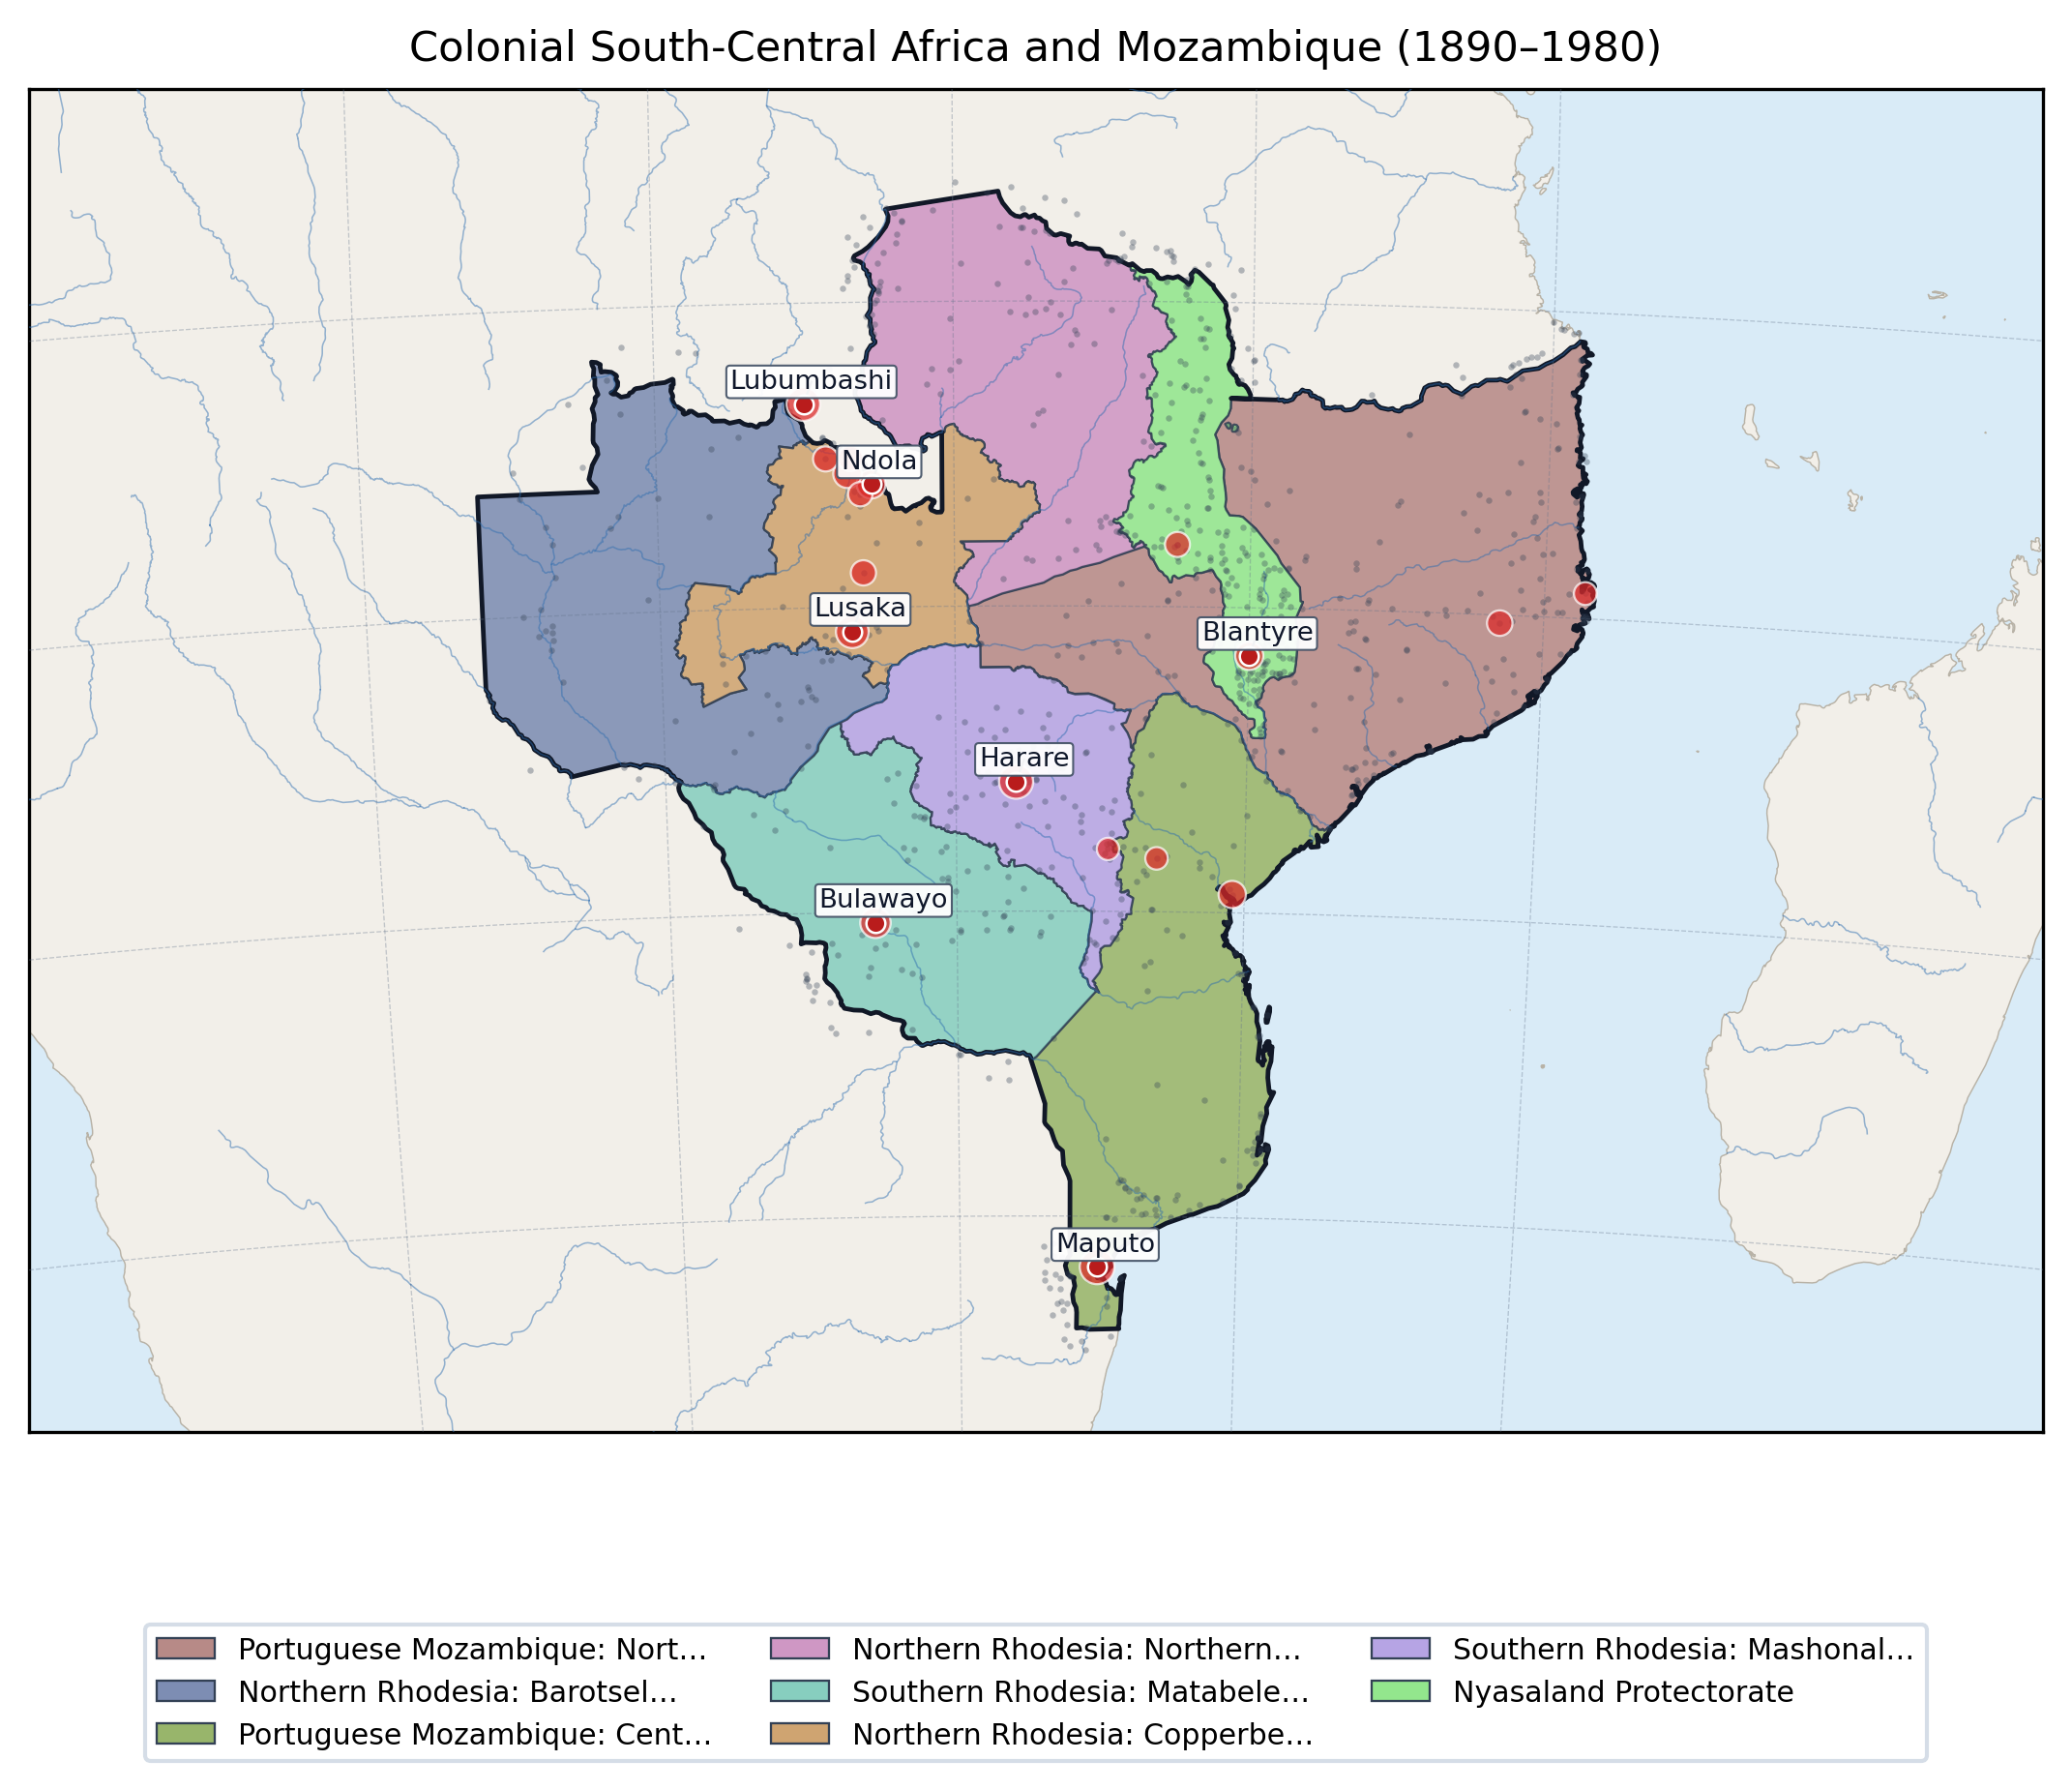 Colonial South-Central Africa and Mozambique (1890–1980)
Lubumbashi
Ndola
Lusaka
Blantyre
Harare
Bulawayo
Maputo
Portuguese Mozambique: Nort...
Northern Rhodesia: Barotsel...
Portuguese Mozambique: Cent...
Northern Rhodesia: Northern...
Southern Rhodesia: Matabele...
Northern Rhodesia: Copperbe...
Southern Rhodesia: Mashonal...
Nyasaland Protectorate